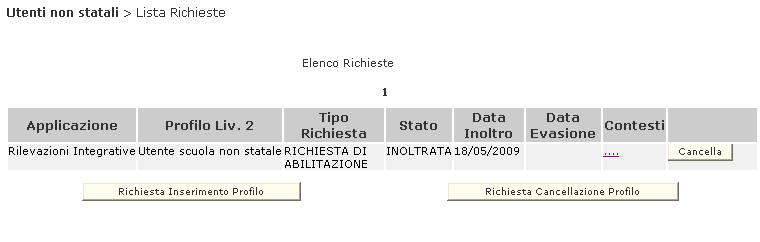 Utenti non statali > Lista Richieste
Elenco Richieste
1
Applicazione Profilo Liv. 2 Tipo Richiesta Stato Data Inoltro Data Evasione Contesti
Rilevazioni Integrative Utente scuola non statale RICHIESTA DI ABILITAZIONE INOLTRATA 18/05/2009 .... Cancella
Richiesta Inserimento Profilo Richiesta Cancellazione Profilo